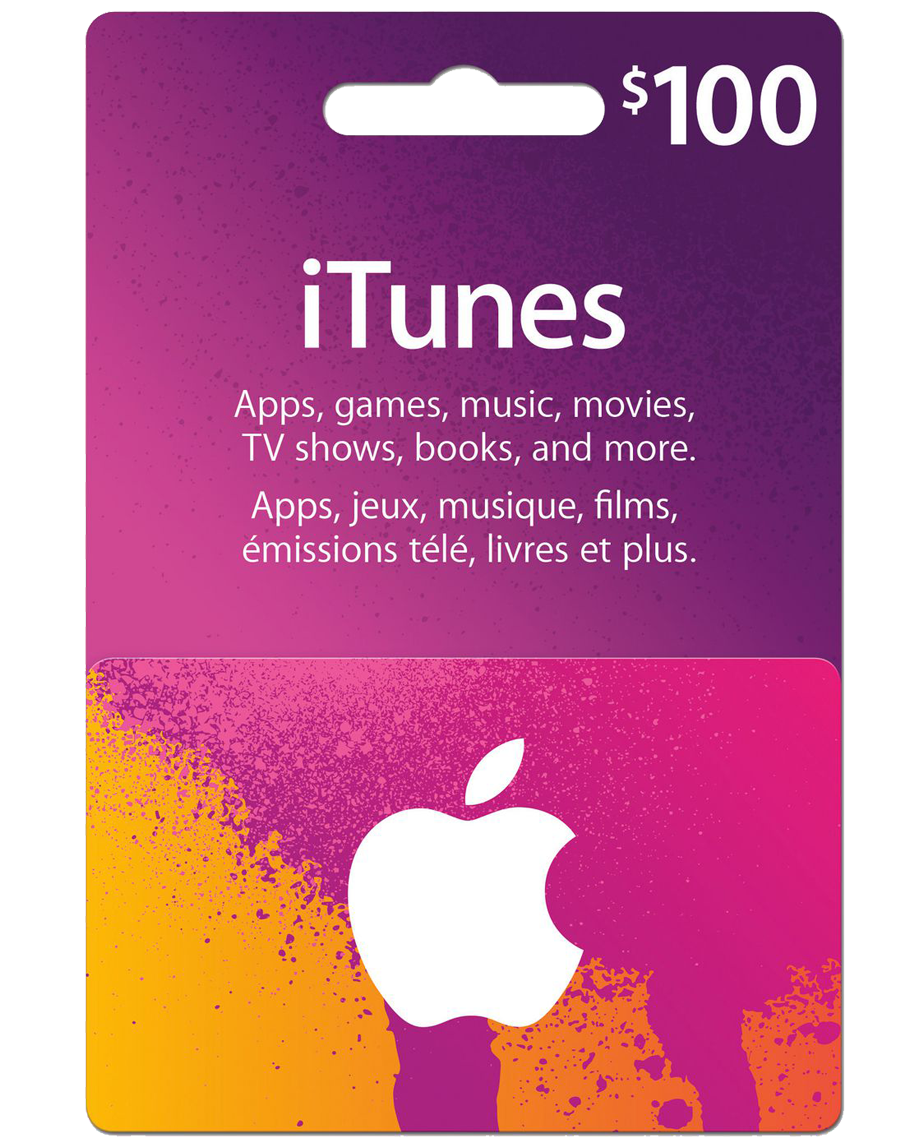 $100
iTunes
Apps, games, music, movies,
TV shows, books, and more.
Apps, jeux, musique, films,
émissions télé, livres et plus.